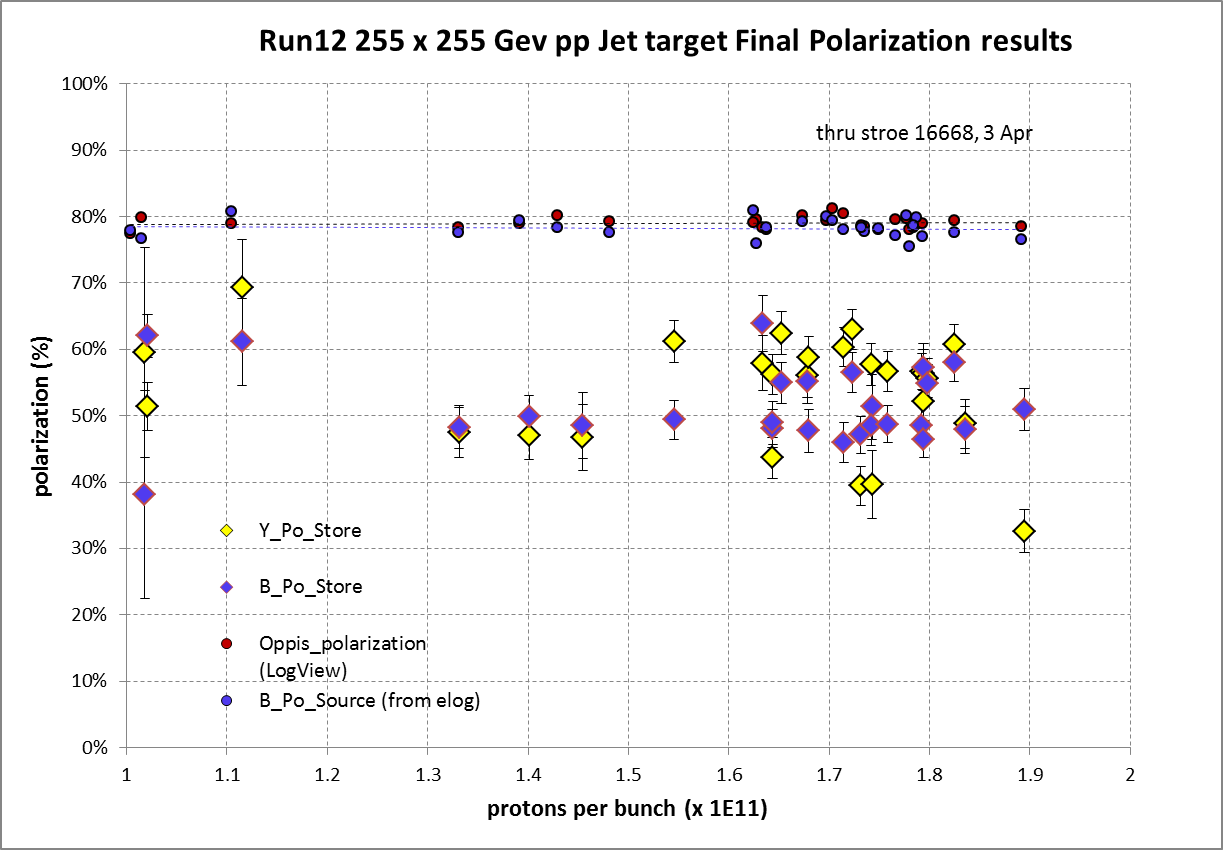 Run12 255 x 255 Gev pp Jet target Final Polarization results
thru stroe 16668, 3 Apr
polarization (%)
100%
90%
80%
70%
60%
50%
40%
30%
20%
10%
0%
Y_Po_Store
B_Po_Store
Oppis_polarization
(LogView)
B_Po_Source (from elog)
1 1.1 1.2 1.3 1.4 1.5 1.6 1.7 1.8 1.9 2
protons per bunch (x 1E11)